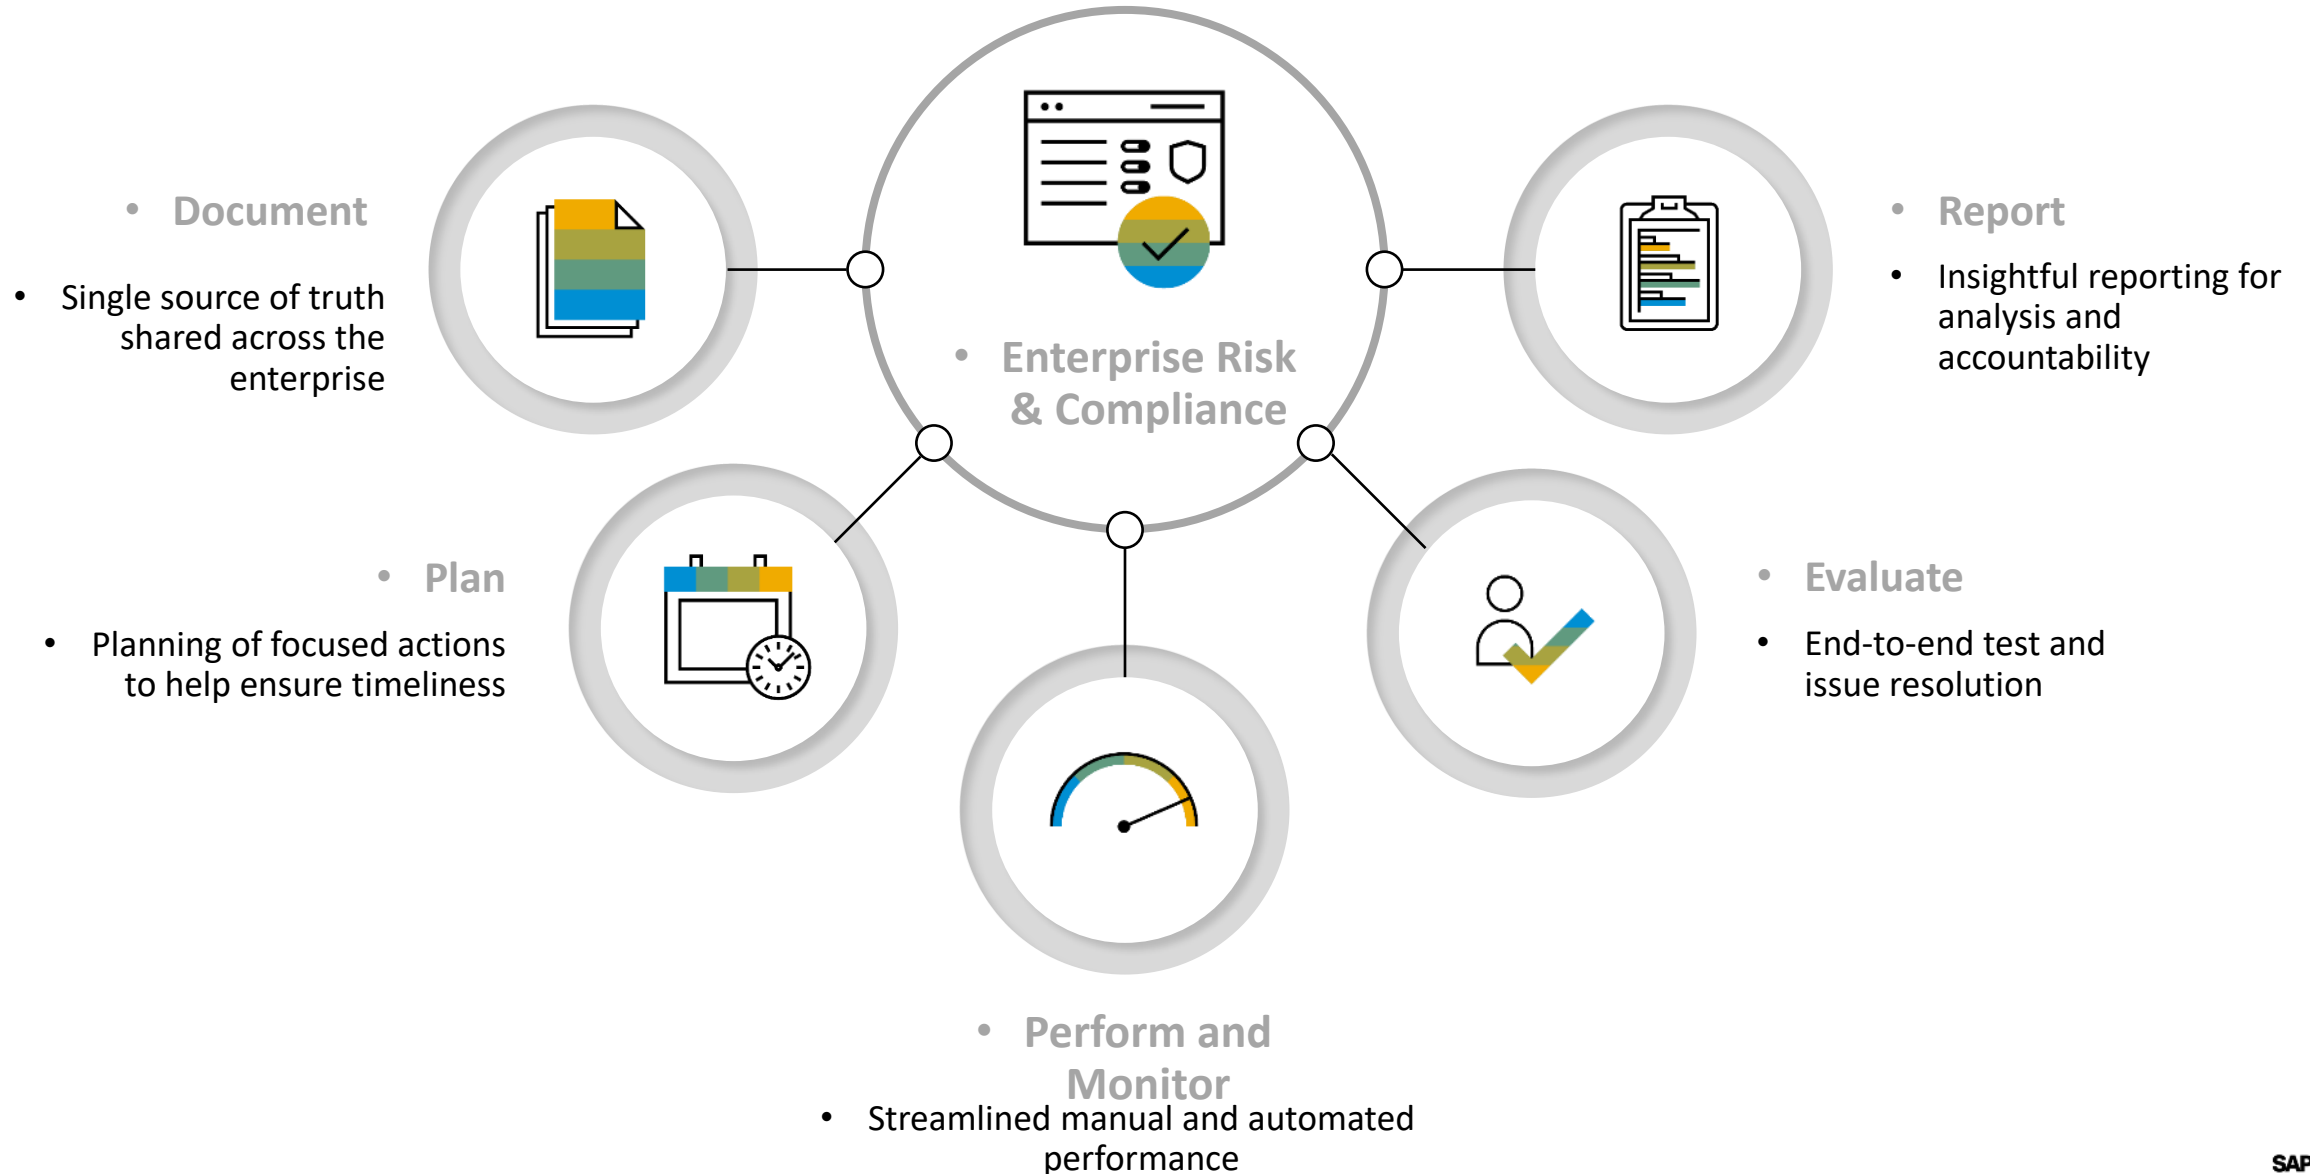 • Document
• Single source of truth
shared across the
enterprise
• Plan
• Planning of focused actions
to help ensure timeliness
• Enterprise Risk
& Compliance
• Perform and
Monitor
• Streamlined manual and automated
performance
• Evaluate
• End-to-end test and
issue resolution
• Report
• Insightful reporting for
analysis and
accountability
SAP